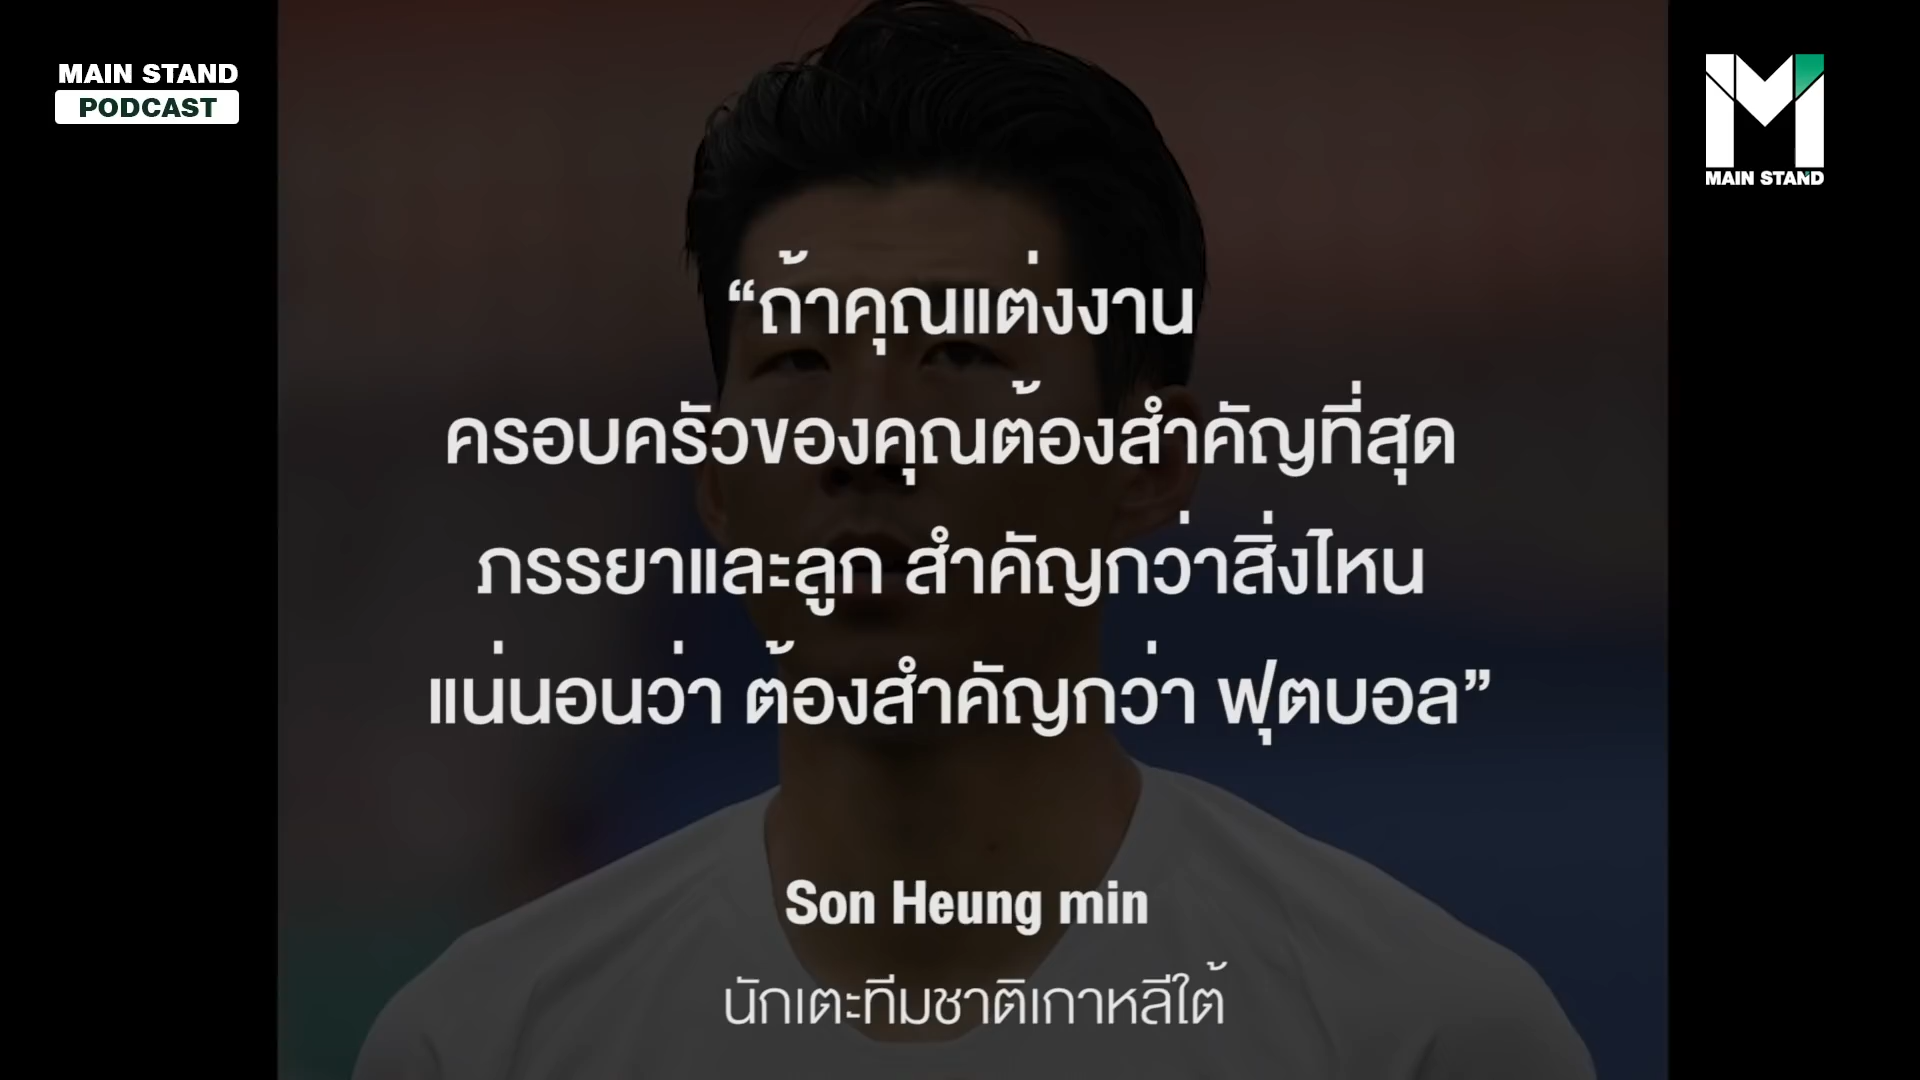 MAIN STAND
PODCAST
MAIN STAND
“ถ้าคุณแต่งงาน
ครอบครัวของคุณต้องสำคัญที่สุด
ภรรยาและลูก สำคัญกว่าสิ่งไหน
แน่นอนว่า ต้องสำคัญกว่า ฟุตบอล”
Son Heung min
นักเตะทีมชาติเกาหลีใต้